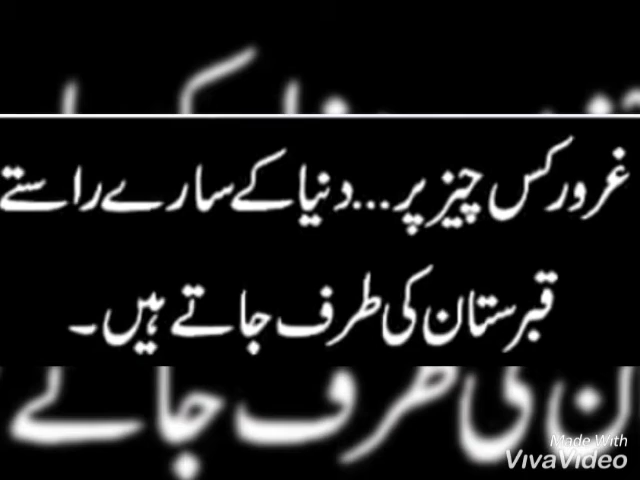 غرور کس چیز پر...دنیا کے سارے راستے
قبرستان کی طرف جاتے ہیں۔
Made With
VivaVideo